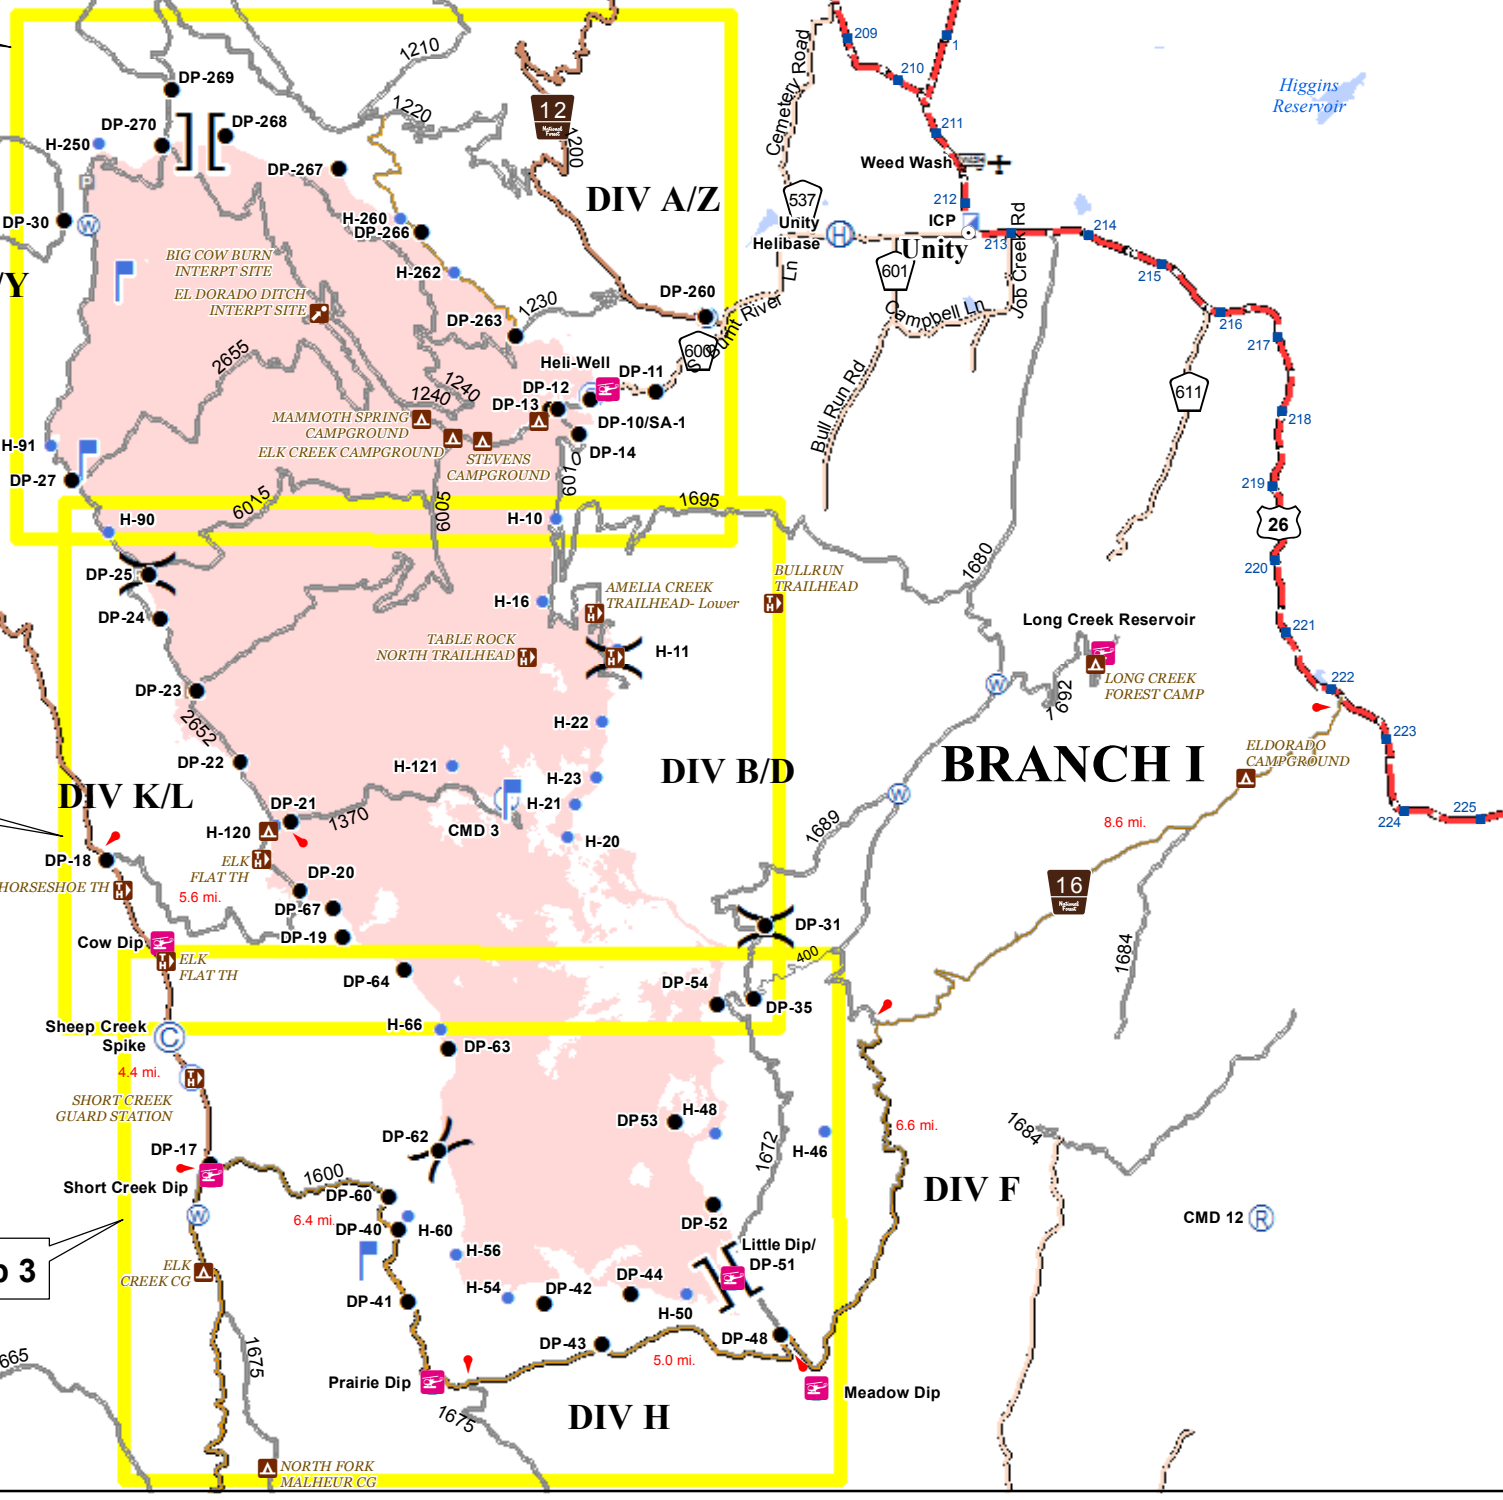 209
1
1210
210
DP-269
1220
12
National Forest
Cemetery Road
Higgins
Reservoir
DP-270
DP-268
211
H-250
1200
DP-267
Weed Wash
P
DIV A/Z
537
212
H-260
DP-266
DP-30
W
Unity
Helibase
H
ICP
Unity
213
Job Creek Rd
214
BIG COW BURN
INTERPT SITE
H-262
/Y
Ln
601
215
EL DORADO DITCH
INTERPT SITE
DP-260
1230
S. Burnt River
Campbell Ln
216
DP-263
600
217
2655
Heli-Well
DP-11
1240
DP-12
1240
DP-13
Bull Run Rd
611
MAMMOTH SPRING
CAMPGROUND
DP-10/SA-1
218
H-91
ELK CREEK CAMPGROUND
DP-14
STEVENS
CAMPGROUND
DP-27
6010
219
6015
6005
1695
H-90
H-10
26
DP-25
1680
220
BULLRUN
TRAILHEAD
AMELIA CREEK
TRAILHEAD- Lower
H-16
DP-24
Long Creek Reservoir
221
TABLE ROCK
NORTH TRAILHEAD
H-11
TH
DP-23
W
LONG CREEK
FOREST CAMP
222
1692
2652
H-22
223
DP-22
H-121
H-23
DIV B/D
BRANCH I
ELDORADO
CAMPGROUND
DIV K/L
DP-21
1370
H-21
W
H-120
CMD 3
H-20
1689
8.6 mi.
224
225
DP-18
ELK
FLAT TH
DP-20
HORSESHOE TH
5.6 mi.
16
National Forest
DP-67
DP-31
Cow Dip
DP-19
ELK
FLAT TH
400
1684
DP-64
DP-54
DP-35
Sheep Creek
Spike
C
H-66
DP-63
4.4 mi.
SHORT CREEK
GUARD STATION
DP53
H-48
6.6 mi.
1684
DP-62
1672
H-46
DP-17
1600
Short Creek Dip
DP-60
DIV F
W
6.4 mi.
DP-40
H-60
DP-52
CMD 12
R
H-56
Little Dip/
DP-51
p 3
ELK
CREEK CG
H-54
DP-42
DP-44
DP-41
H-50
1675
DP-43
DP-48
665
5.0 mi.
Prairie Dip
Meadow Dip
1675
DIV H
NORTH FORK
MALHEUR CG